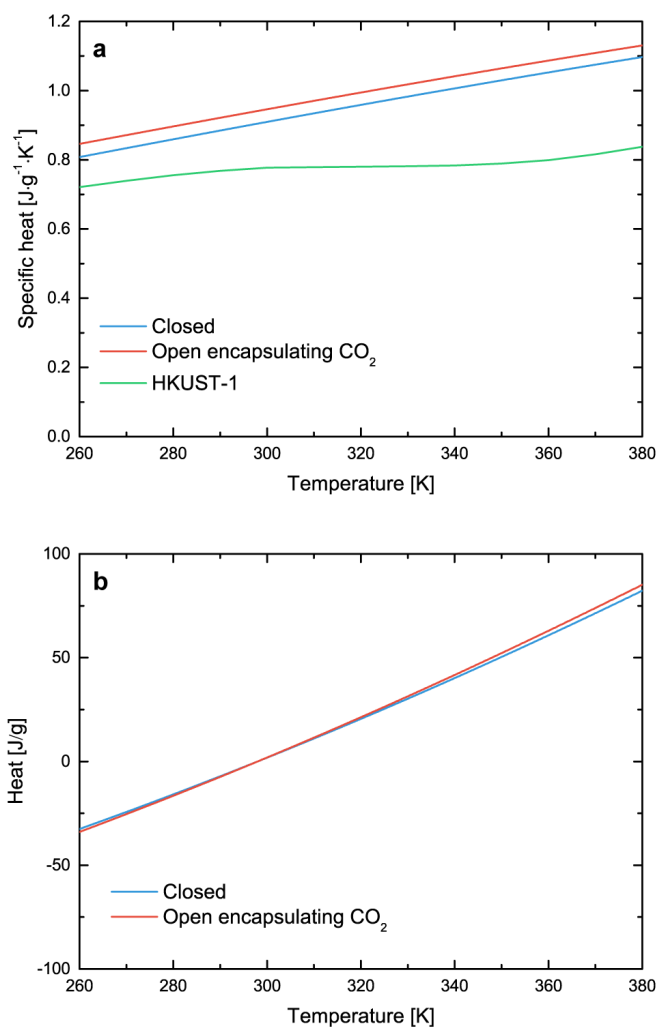 a
1.2
1.0
0.8
0.6
0.4
0.2
0.0
Specific heat [J·g⁻¹·K⁻¹]
Closed
Open encapsulating CO₂
HKUST-1
260 280 300 320 340 360 380
Temperature [K]
b
100
50
0
-50
-100
Heat [J/g]
Closed
Open encapsulating CO₂
260 280 300 320 340 360 380
Temperature [K]